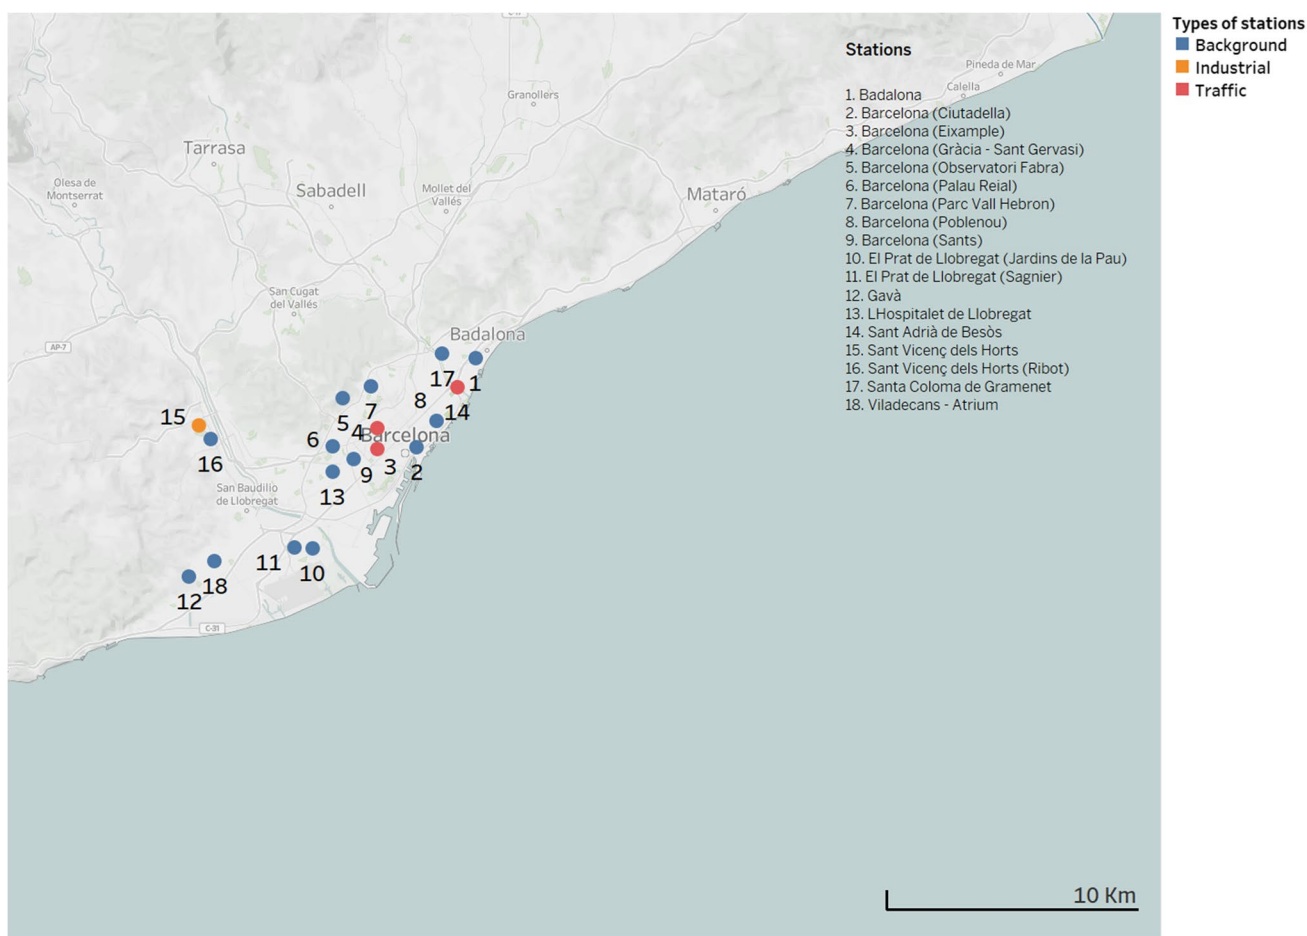 C-17
Types of stations
Background
Industrial
Traffic
Stations
1. Badalona
2. Barcelona (Ciutadella)
3. Barcelona (Eixample)
4. Barcelona (Gràcia - Sant Gervasi)
5. Barcelona (Observatori Fabra)
6. Barcelona (Palau Reial)
7. Barcelona (Parc Vall Hebron)
8. Barcelona (Poblenou)
9. Barcelona (Sants)
10. El Prat de Llobregat (Jardins de la Pau)
11. El Prat de Llobregat (Sagnier)
12. Gavà
13. LHospitalet de Llobregat
14. Sant Adrià de Besòs
15. Sant Vicenç dels Horts
16. Sant Vicenç dels Horts (Ribot)
17. Santa Coloma de Gramenet
18. Viladecans - Atrium
Pineda de Mar
Calella
Granollers
Tarrasa
Olesa de
Montserrat
Sabadell
Mollet del
Vallés
Mataró
San Cugat
del Vallés
Badalona
AP-7
17
1
8
5
7
14
15
4
Barcelona
6
16
9
3
2
13
San Baudilio
de Llobregat
11
10
18
12
C-31
10 Km